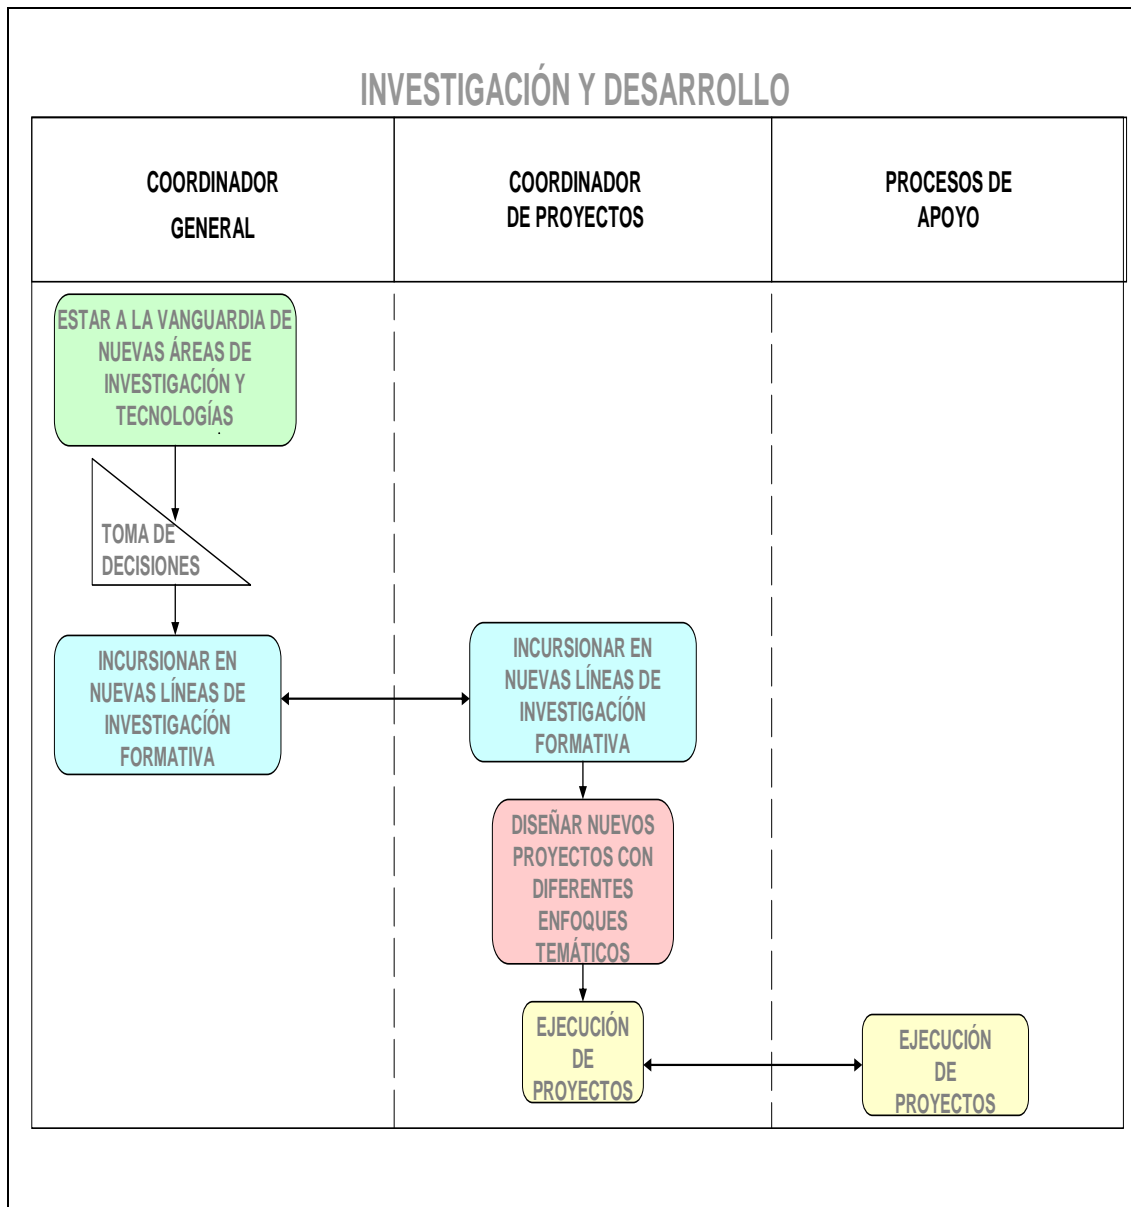 INVESTIGACIÓN Y DESARROLLO
COORDINADOR
GENERAL
COORDINADOR
DE PROYECTOS
PROCESOS DE
APOYO
ESTAR A LA VANGUARDIA DE
NUEVAS ÁREAS DE
INVESTIGACIÓN Y
TECNOLOGÍAS
.
TOMA DE
DECISIONES
INCURSIONAR EN
NUEVAS LÍNEAS DE
INVESTIGACÍÓN
FORMATIVA
INCURSIONAR EN
NUEVAS LÍNEAS DE
INVESTIGACÍÓN
FORMATIVA
DISEÑAR NUEVOS
PROYECTOS CON
DIFERENTES
ENFOQUES
TEMÁTICOS
EJECUCIÓN
DE
PROYECTOS
EJECUCIÓN
DE
PROYECTOS